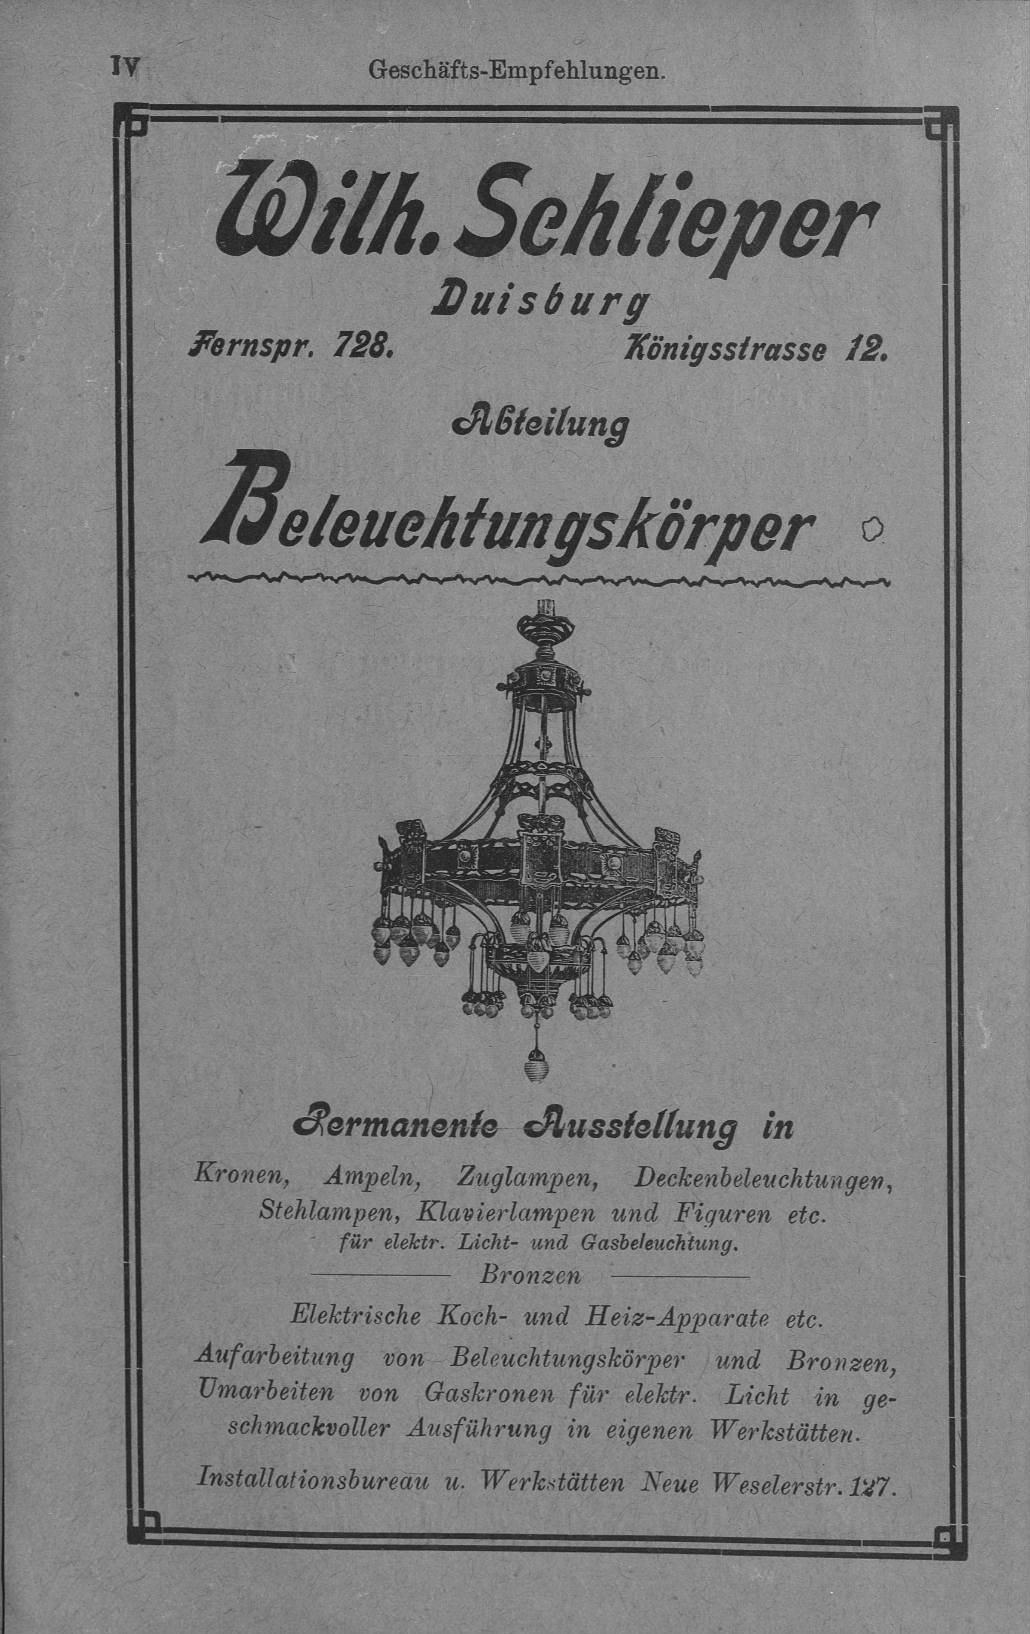 IV
Geschäfts-Empfehlungen.
Wilh. Schlieper
Duisburg
Fernspr. 728. Königsstrasse 12.
Abteilung
Beleuchtungskörper
Permanente Ausstellung in
Kronen, Ampeln, Zuglampen, Deckenbeleuchtungen,
Stehlampen, Klavierlampen und Figuren etc.
für elektr. Licht- und Gasbeleuchtung.
Bronzen
Elektrische Koch- und Heiz-Apparate etc.
Aufarbeitung von Beleuchtungskörper und Bronzen,
Umarbeiten von Gaskronen für elektr. Licht in ge-
schmackvoller Ausführung in eigenen Werkstätten.
Installationsbureau u. Werkstätten Neue Weselerstr. 127.